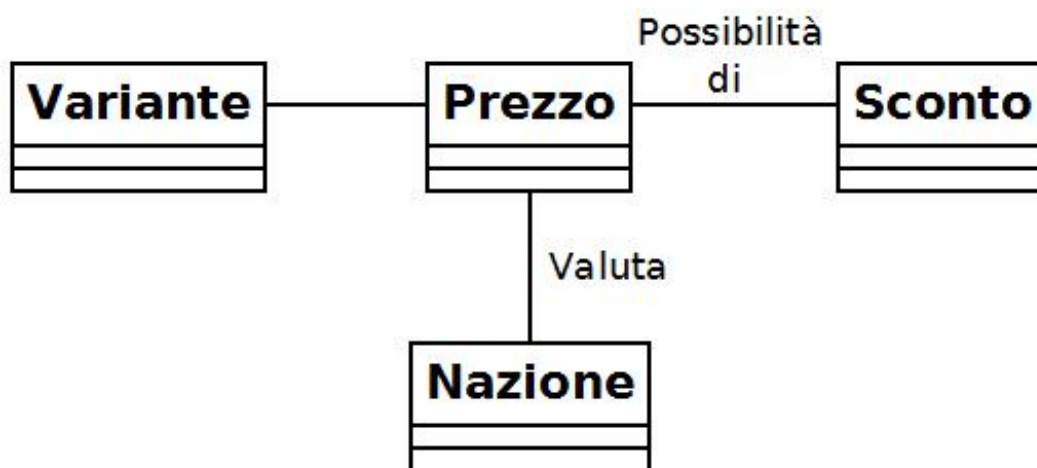 Possibilità
di
Variante
Prezzo
Sconto
Valuta
Nazione